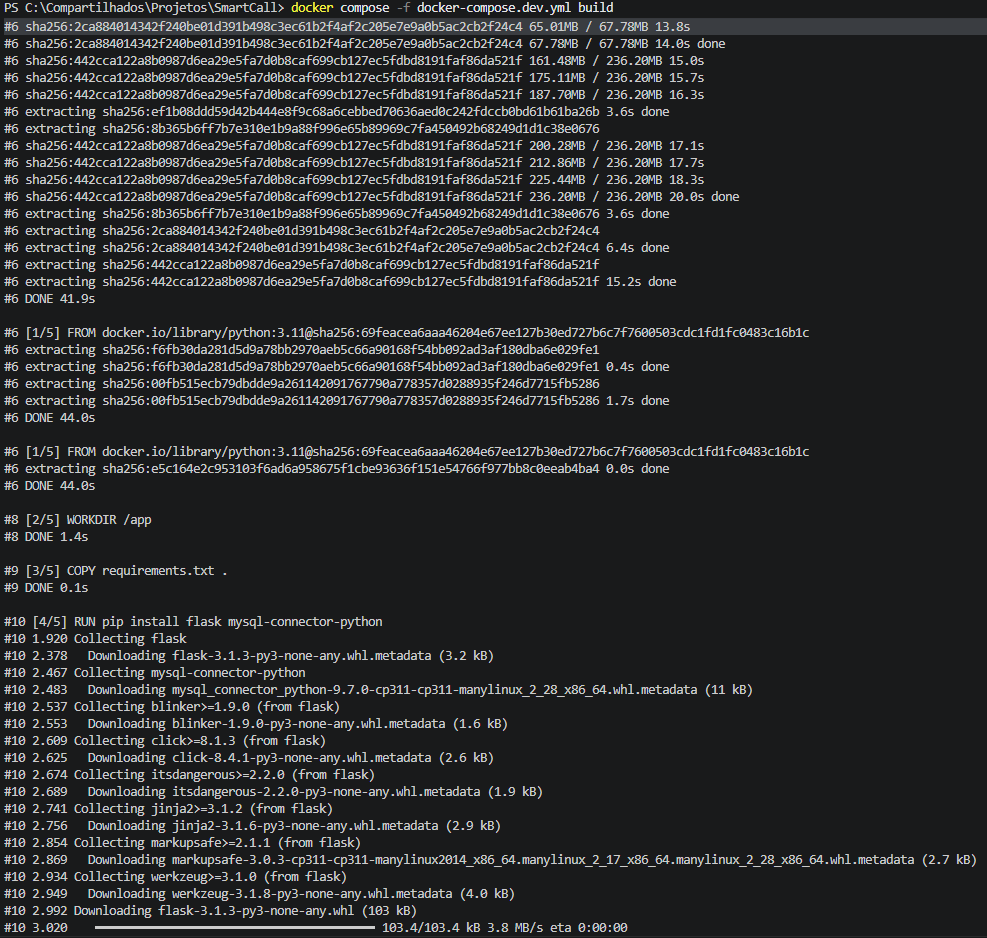 PS C:\Compartilhados\Projetos\SmartCall> docker compose -f docker-compose.dev.yml build
#6 sha256:2ca884014342f240be01d391b498c3ec61b2f4af2c205e7e9a0b5ac2cb2f24c4 65.01MB / 67.78MB 13.8s
#6 sha256:2ca884014342f240be01d391b498c3ec61b2f4af2c205e7e9a0b5ac2cb2f24c4 67.78MB / 67.78MB 14.0s done
#6 sha256:442cca122a8b0987d6ea29e5fa7d0b8caf699cb127ec5fdbd8191faf86da521f 161.48MB / 236.20MB 15.0s
#6 sha256:442cca122a8b0987d6ea29e5fa7d0b8caf699cb127ec5fdbd8191faf86da521f 175.11MB / 236.20MB 15.7s
#6 sha256:442cca122a8b0987d6ea29e5fa7d0b8caf699cb127ec5fdbd8191faf86da521f 187.70MB / 236.20MB 16.3s
#6 extracting sha256:ef1b08ddd59d42b444e8f9c68a6cebbed70636aed0c242fdccb0bd61b61ba26b 3.6s done
#6 extracting sha256:8b365b6ff7b7e310e1b9a88f996e65b89969c7fa450492b68249d1d1c38e0676
#6 sha256:442cca122a8b0987d6ea29e5fa7d0b8caf699cb127ec5fdbd8191faf86da521f 200.28MB / 236.20MB 17.1s
#6 sha256:442cca122a8b0987d6ea29e5fa7d0b8caf699cb127ec5fdbd8191faf86da521f 212.86MB / 236.20MB 17.7s
#6 sha256:442cca122a8b0987d6ea29e5fa7d0b8caf699cb127ec5fdbd8191faf86da521f 225.44MB / 236.20MB 18.3s
#6 sha256:442cca122a8b0987d6ea29e5fa7d0b8caf699cb127ec5fdbd8191faf86da521f 236.20MB / 236.20MB 20.0s done
#6 extracting sha256:8b365b6ff7b7e310e1b9a88f996e65b89969c7fa450492b68249d1d1c38e0676 3.6s done
#6 extracting sha256:2ca884014342f240be01d391b498c3ec61b2f4af2c205e7e9a0b5ac2cb2f24c4
#6 extracting sha256:2ca884014342f240be01d391b498c3ec61b2f4af2c205e7e9a0b5ac2cb2f24c4 6.4s done
#6 extracting sha256:442cca122a8b0987d6ea29e5fa7d0b8caf699cb127ec5fdbd8191faf86da521f
#6 extracting sha256:442cca122a8b0987d6ea29e5fa7d0b8caf699cb127ec5fdbd8191faf86da521f 15.2s done
#6 DONE 41.9s
#6 [1/5] FROM docker.io/library/python:3.11@sha256:69feacea6aaa46204e67ee127b30ed727b6c7f7600503cdc1fd1fc0483c16b1c
#6 extracting sha256:f6fb30da281d5d9a78bb2970aeb5c66a90168f54bb092ad3af180dba6e029fe1
#6 extracting sha256:f6fb30da281d5d9a78bb2970aeb5c66a90168f54bb092ad3af180dba6e029fe1 0.4s done
#6 extracting sha256:00fb515ecb79dbdde9a261142091767790a778357d0288935f246d7715fb5286
#6 extracting sha256:00fb515ecb79dbdde9a261142091767790a778357d0288935f246d7715fb5286 1.7s done
#6 DONE 44.0s
#6 [1/5] FROM docker.io/library/python:3.11@sha256:69feacea6aaa46204e67ee127b30ed727b6c7f7600503cdc1fd1fc0483c16b1c
#6 extracting sha256:e5c164e2c953103f6ad6a958675f1cbe93636f151e54766f977bb8c0eeab4ba4 0.0s done
#6 DONE 44.0s
#8 [2/5] WORKDIR /app
#8 DONE 1.4s
#9 [3/5] COPY requirements.txt .
#9 DONE 0.1s
#10 [4/5] RUN pip install flask mysql-connector-python
#10 1.920 Collecting flask
#10 2.378   Downloading flask-3.1.3-py3-none-any.whl.metadata (3.2 kB)
#10 2.467 Collecting mysql-connector-python
#10 2.483   Downloading mysql_connector_python-9.7.0-cp311-cp311-manylinux_2_28_x86_64.whl.metadata (11 kB)
#10 2.537 Collecting blinker>=1.9.0 (from flask)
#10 2.553   Downloading blinker-1.9.0-py3-none-any.whl.metadata (1.6 kB)
#10 2.609 Collecting click>=8.1.3 (from flask)
#10 2.625   Downloading click-8.4.1-py3-none-any.whl.metadata (2.6 kB)
#10 2.674 Collecting itsdangerous>=2.2.0 (from flask)
#10 2.689   Downloading itsdangerous-2.2.0-py3-none-any.whl.metadata (1.9 kB)
#10 2.741 Collecting jinja2>=3.1.2 (from flask)
#10 2.756   Downloading jinja2-3.1.6-py3-none-any.whl.metadata (2.9 kB)
#10 2.854 Collecting markupsafe>=2.1.1 (from flask)
#10 2.869   Downloading markupsafe-3.0.3-cp311-cp311-manylinux2014_x86_64.manylinux_2_17_x86_64.manylinux_2_28_x86_64.whl.metadata (2.7 kB)
#10 2.934 Collecting werkzeug>=3.1.0 (from flask)
#10 2.949   Downloading werkzeug-3.1.8-py3-none-any.whl.metadata (4.0 kB)
#10 2.992 Downloading flask-3.1.3-py3-none-any.whl (103 kB)
#10 3.020 103.4/103.4 kB 3.8 MB/s eta 0:00:00